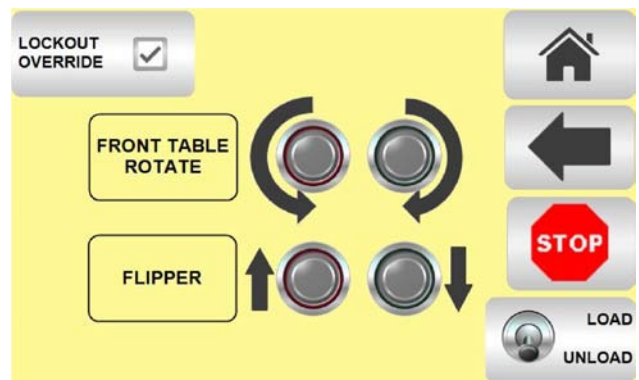 LOCKOUT
OVERRIDE
FRONT TABLE
ROTATE
FLIPPER
STOP
LOAD
UNLOAD